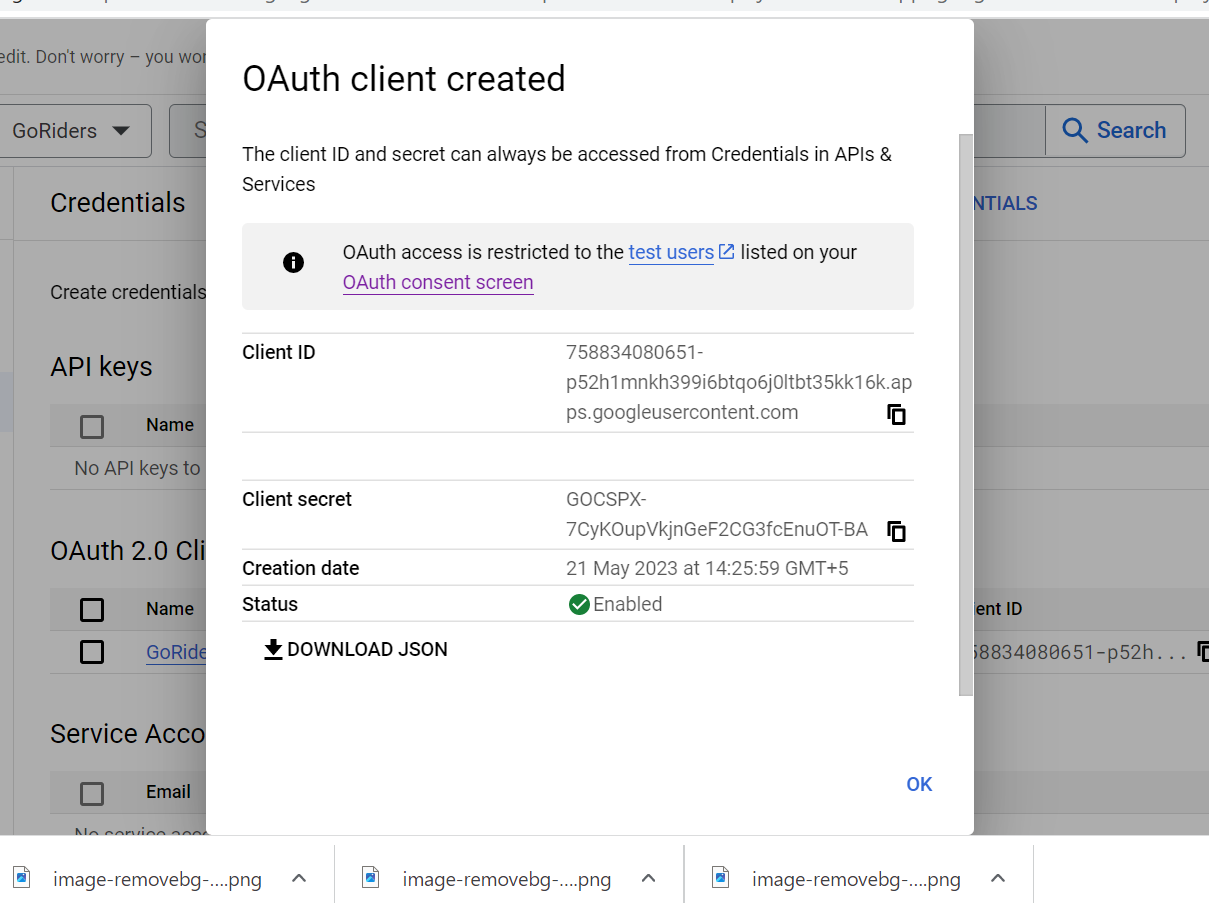 edit. Don't worry – you
GoRiders
Search
Credentials
NTIALS
Create credentials
API keys
Name
No API keys to
OAuth 2.0 Cli
Name
ent ID
GoRide
58834080651-p52h...
Service Acco
Email
OAuth client created
The client ID and secret can always be accessed from Credentials in APIs &
Services
OAuth access is restricted to the test users listed on your
OAuth consent screen
Client ID
758834080651-
p52h1mnkh399i6btqo6j0ltbt35kk16k.ap
ps.googleusercontent.com
Client secret
GOCSPX-
7CyKOupVkjnGeF2CG3fcEnuOT-BA
Creation date
21 May 2023 at 14:25:59 GMT+5
Status
Enabled
DOWNLOAD JSON
OK
image-removebg-....png
image-removebg-....png
image-removebg-....png